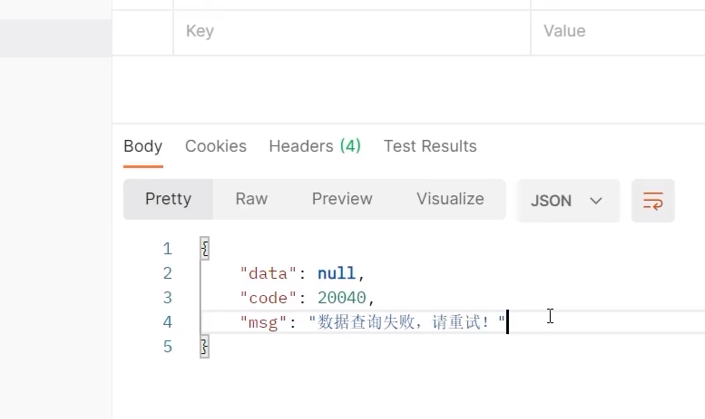 Key Value
Body Cookies Headers (4) Test Results
Pretty Raw Preview Visualize JSON
1 {
2 "data": null,
3 "code": 20040,
4 "msg": "数据查询失败，请重试！"
5 }